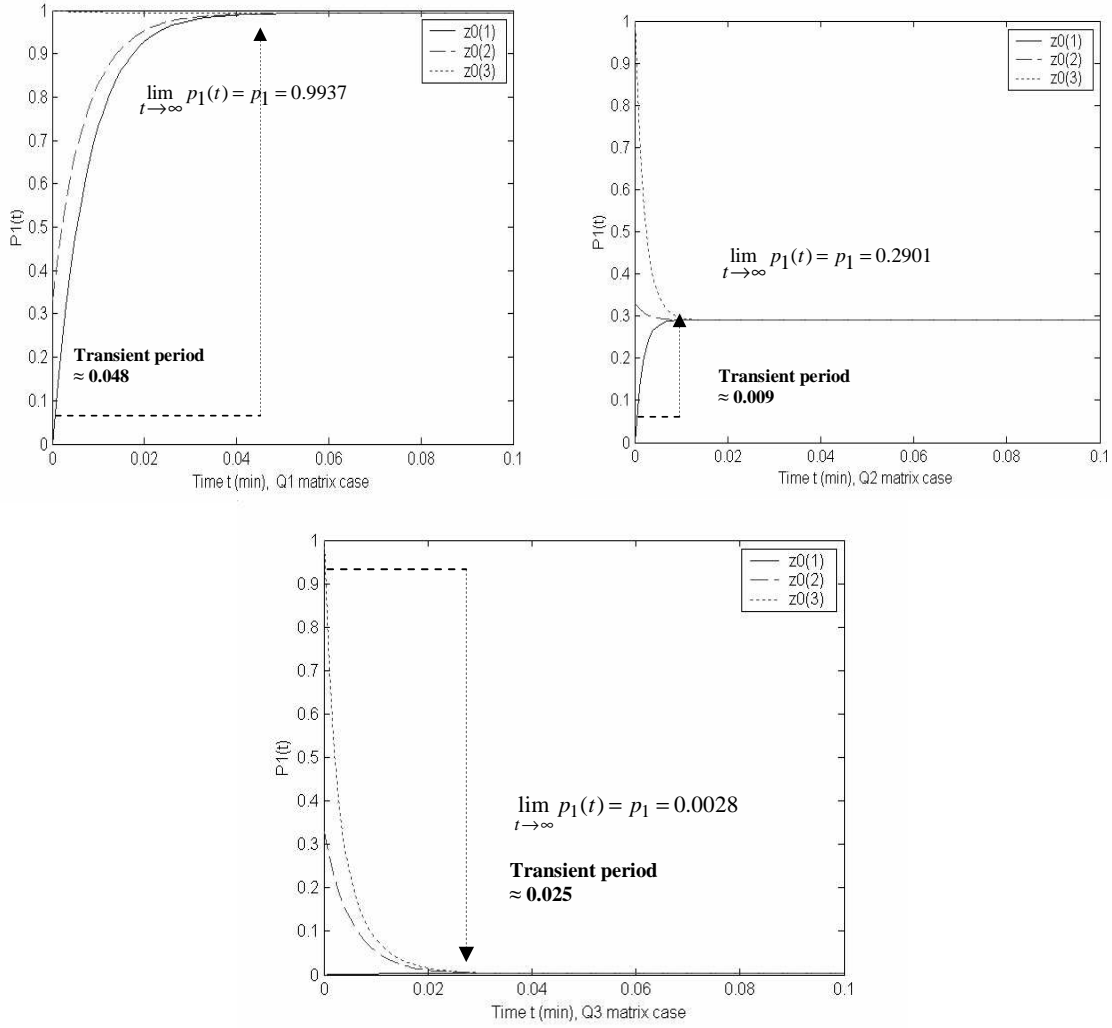 1
0.9
0.8
0.7
0.6
0.5
0.4
0.3
0.2
0.1
0
P1(t)
z0(1)
z0(2)
z0(3)
lim p1(t) = p1 = 0.9937
t→∞
Transient period
≈ 0.048
0 0.02 0.04 0.06 0.08 0.1
Time t (min), Q1 matrix case
1
0.9
0.8
0.7
0.6
0.5
0.4
0.3
0.2
0.1
0
P1(t)
z0(1)
z0(2)
z0(3)
lim p1(t) = p1 = 0.2901
t→∞
Transient period
≈ 0.009
0 0.02 0.04 0.06 0.08 0.1
Time t (min), Q2 matrix case
1
0.9
0.8
0.7
0.6
0.5
0.4
0.3
0.2
0.1
0
P1(t)
z0(1)
z0(2)
z0(3)
lim p1(t) = p1 = 0.0028
t→∞
Transient period
≈ 0.025
0 0.02 0.04 0.06 0.08 0.1
Time t (min), Q3 matrix case